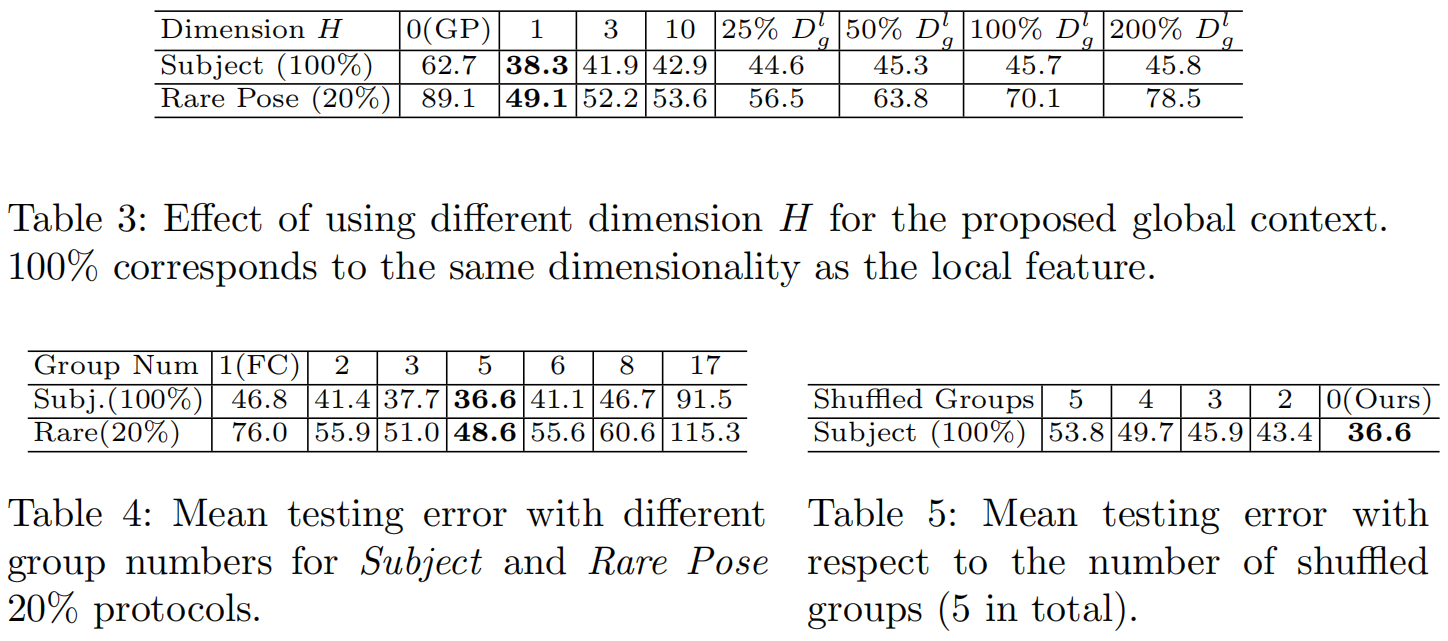 Dimension H 0(GP) 1 3 10 25% D_g^l 50% D_g^l 100% D_g^l 200% D_g^l
Subject (100%) 62.7 38.3 41.9 42.9 44.6 45.3 45.7 45.8
Rare Pose (20%) 89.1 49.1 52.2 53.6 56.5 63.8 70.1 78.5
Table 3: Effect of using different dimension H for the proposed global context.
100% corresponds to the same dimensionality as the local feature.
Group Num 1(FC) 2 3 5 6 8 17
Subj.(100%) 46.8 41.4 37.7 36.6 41.1 46.7 91.5
Rare(20%) 76.0 55.9 51.0 48.6 55.6 60.6 115.3
Table 4: Mean testing error with different
group numbers for Subject and Rare Pose
20% protocols.
Shuffled Groups 5 4 3 2 0(Ours)
Subject (100%) 53.8 49.7 45.9 43.4 36.6
Table 5: Mean testing error with
respect to the number of shuffled
groups (5 in total).